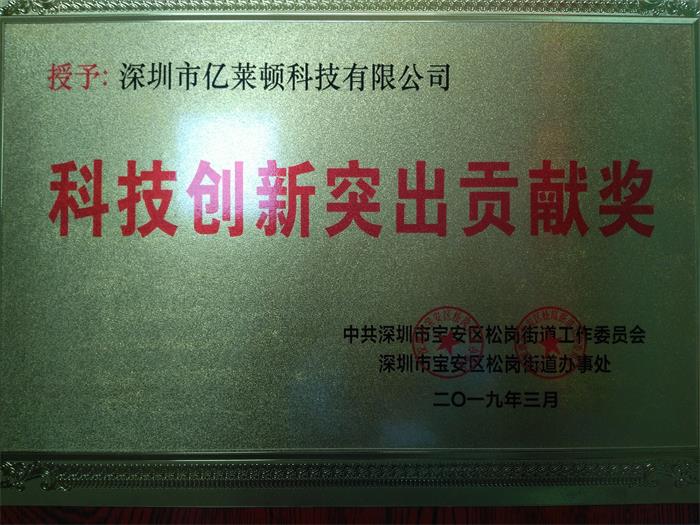 授予: 深圳市亿莱顿科技有限公司
科技创新突出贡献奖
中共深圳市宝安区松岗街道工作委员会
深圳市宝安区松岗街道办事处
二〇一九年三月